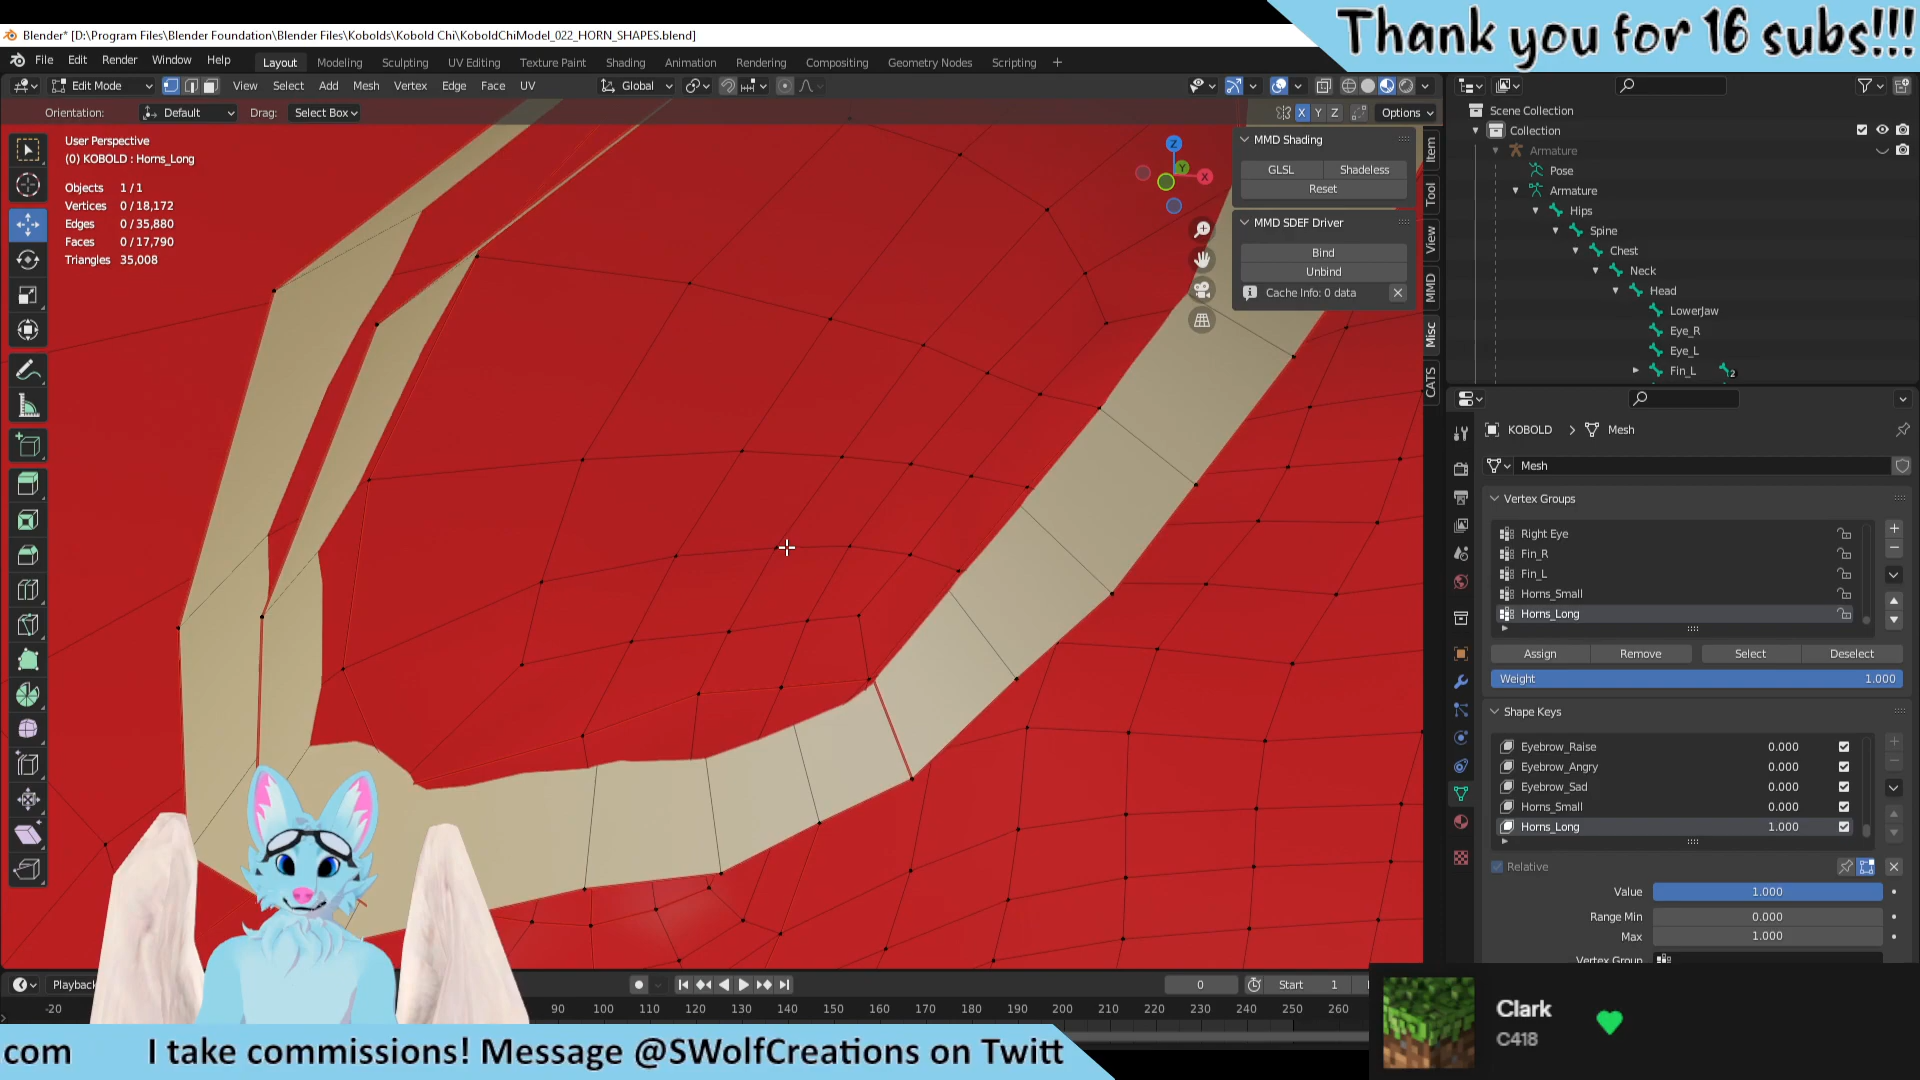 Blender* [D:\Program Files\Blender Foundation\Blender Files\Kobolds\Kobold Chi\KoboldChiModel_022_HORN_SHAPES.blend]
Thank you for 16 subs!!!
File Edit Render Window Help
Layout Modeling Sculpting UV Editing Texture Paint Shading Animation Rendering Compositing Geometry Nodes Scripting +
Edit Mode View Select Add Mesh Vertex Edge Face UV Global
Orientation: Default Drag: Select Box X Y Z Options
User Perspective
(0) KOBOLD : Horns_Long
Objects 1/1
Vertices 0/18,172
Edges 0/35,880
Faces 0/17,790
Triangles 35,008
Z
Y
X
MMD Shading
GLSL Shadeless
Reset
MMD SDEF Driver
Bind
Unbind
Cache Info: 0 data
Item
Tool
View
MMD
Misc
CATS
Scene Collection
Collection
Armature
Pose
Armature
Hips
Spine
Chest
Neck
Head
LowerJaw
Eye_R
Eye_L
Fin_L 2
KOBOLD > Mesh
Mesh
Vertex Groups
Right Eye
Fin_R
Fin_L
Horns_Small
Horns_Long
Assign Remove Select Deselect
Weight 1.000
Shape Keys
Eyebrow_Raise 0.000
Eyebrow_Angry 0.000
Eyebrow_Sad 0.000
Horns_Small 0.000
Horns_Long 1.000
Relative
Value 1.000
Range Min 0.000
Max 1.000
Vertex Group
Playback
0 Start 1
-20 90 100 110 120 130 140 150 160 170 180 190 200 210 220 230 240 250 260
Clark
C418
com I take commissions! Message @SWolfCreations on Twitt